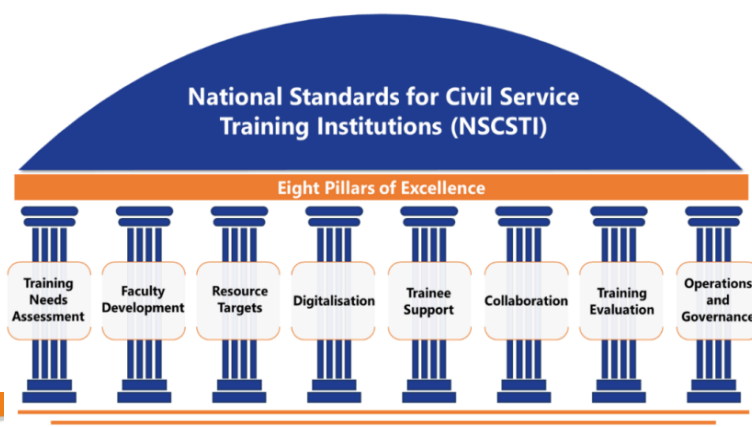 National Standards for Civil Service
Training Institutions (NSCSTI)
Eight Pillars of Excellence
Training
Needs
Assessment
Faculty
Development
Resource
Targets
Digitalisation
Trainee
Support
Collaboration
Training
Evaluation
Operations
and
Governance